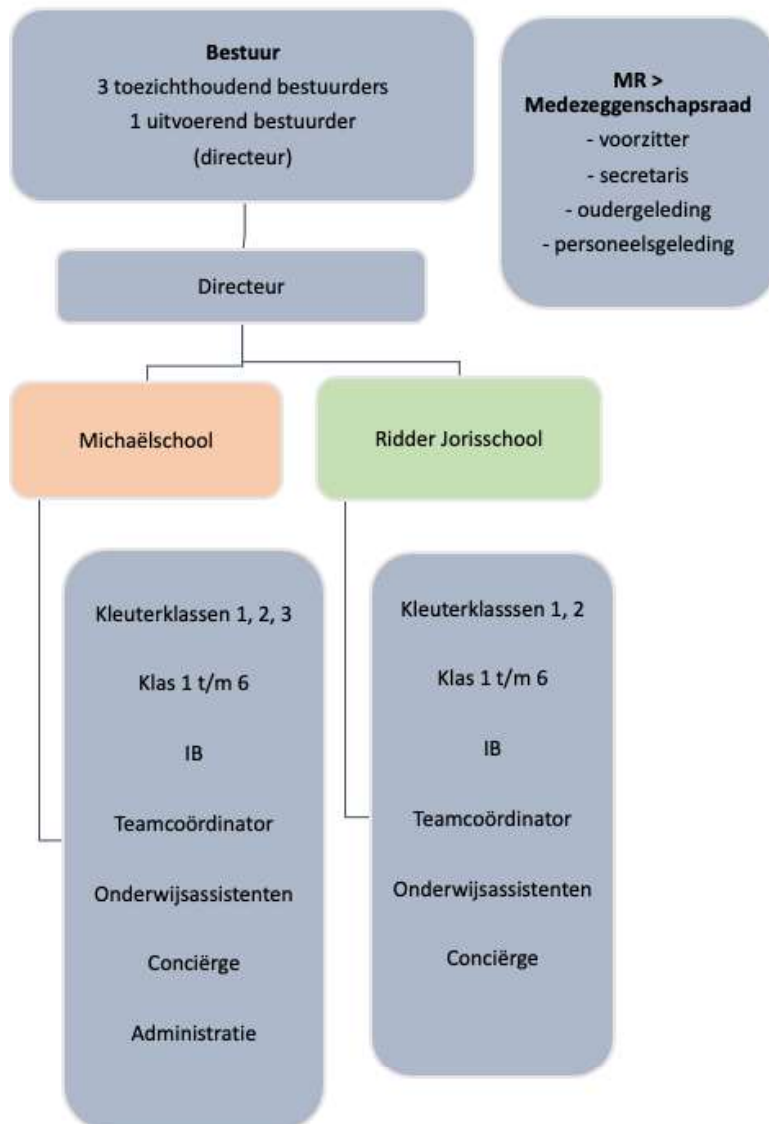 Bestuur
3 toezichthoudend bestuurders
1 uitvoerend bestuurder
(directeur)
MR >
Medezeggenschapsraad
- voorzitter
- secretaris
- oudergeleding
- personeelsgeleding
Directeur
Michaëlschool
Ridder Jorisschool
Kleuterklassen 1, 2, 3
Klas 1 t/m 6
IB
Teamcoördinator
Onderwijsassistenten
Conciërge
Administratie
Kleuterklasssen 1, 2
Klas 1 t/m 6
IB
Teamcoördinator
Onderwijsassistenten
Conciërge